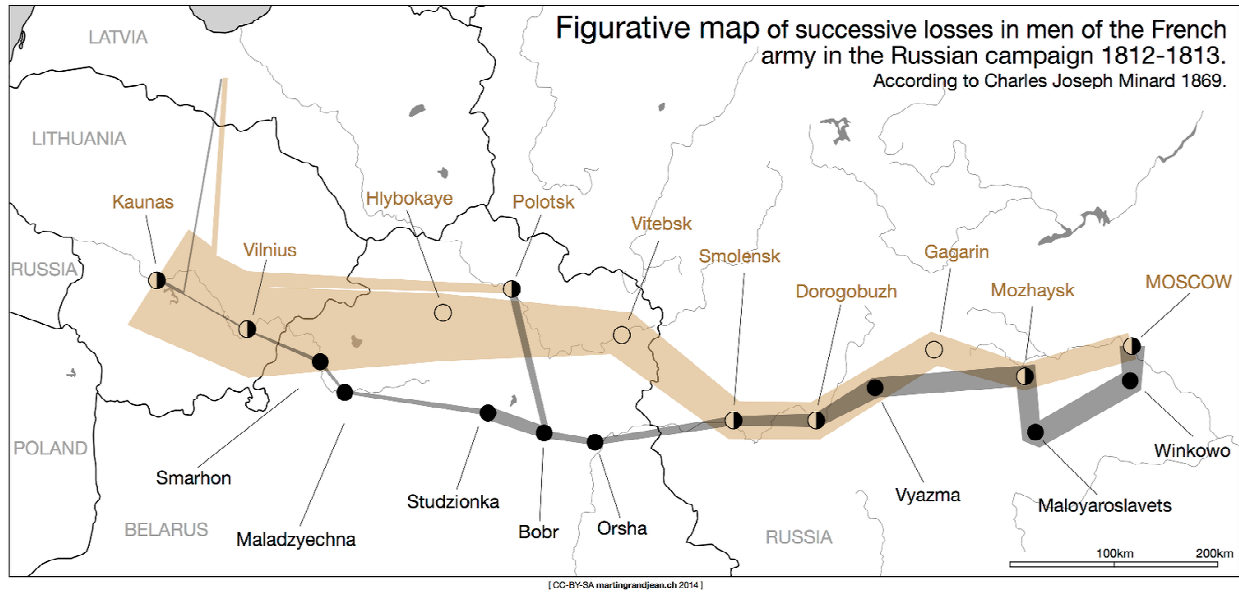 Figurative map of successive losses in men of the French
army in the Russian campaign 1812-1813.
According to Charles Joseph Minard 1869.
LATVIA
LITHUANIA
Kaunas
Hlybokaye
Polotsk
Vitebsk
Vilnius
Smolensk
Gagarin
RUSSIA
Dorogobuzh
Mozhaysk
MOSCOW
POLAND
Smarhon
Winkowo
Studzionka
Vyazma
Maloyaroslavets
BELARUS
Maladzyechna
Bobr
Orsha
RUSSIA
100km
200km
[ CC-BY-SA martingrandjean.ch 2014 ]